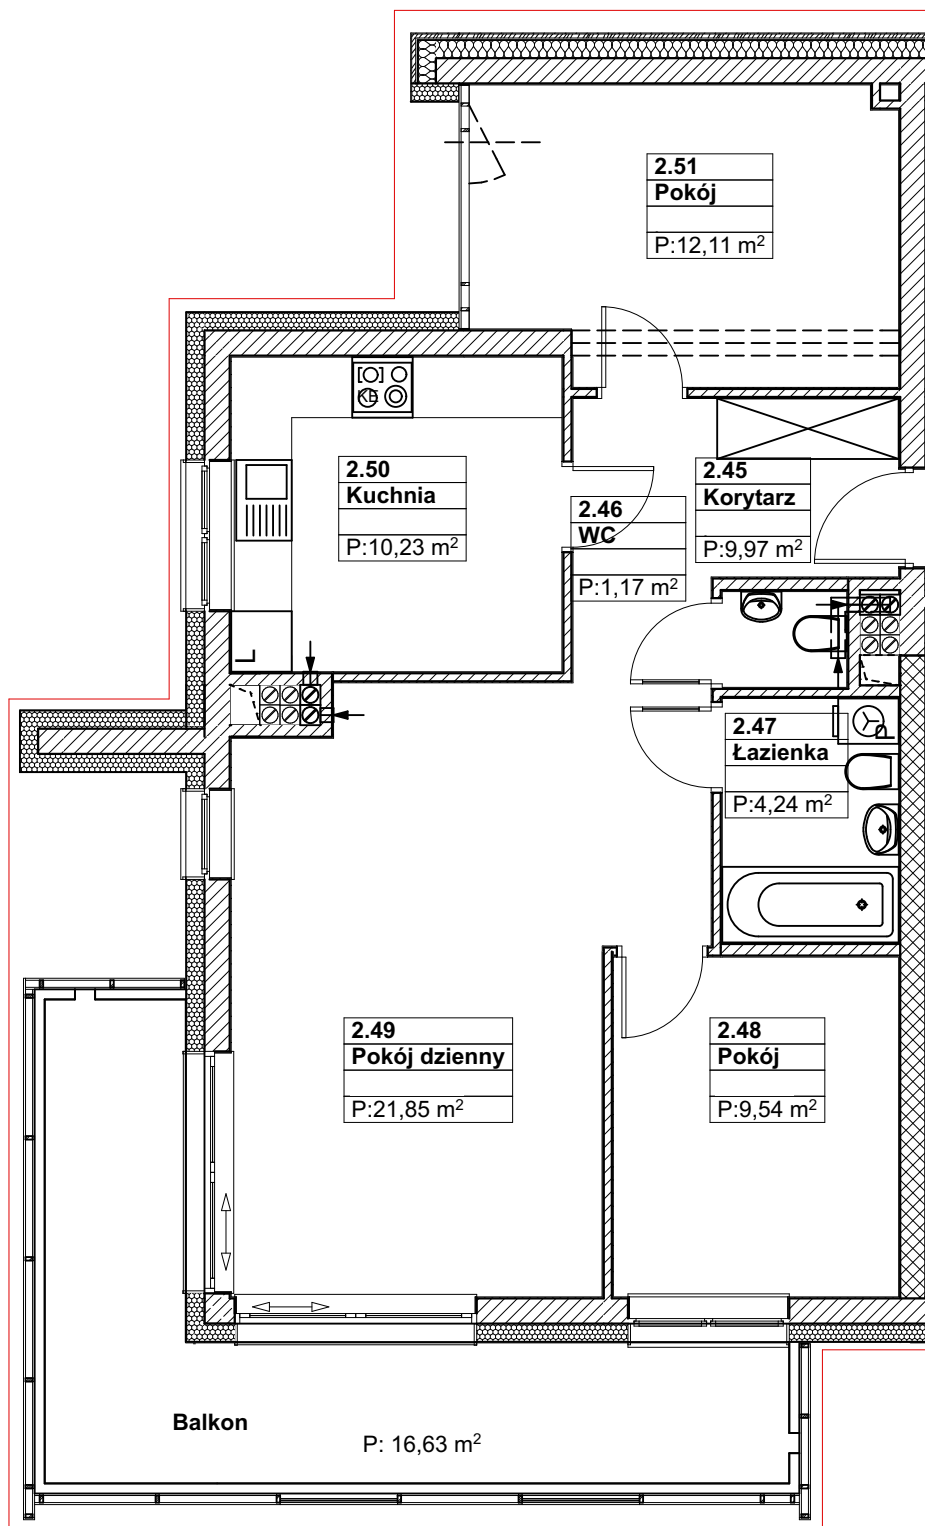 2.51
Pokój
P:12,11 m²
KE
2.50
Kuchnia
P:10,23 m²
2.45
Korytarz
P:9,97 m²
2.46
WC
P:1,17 m²
L
2.47
Łazienka
P:4,24 m²
P
2.49
Pokój dzienny
P:21,85 m²
2.48
Pokój
P:9,54 m²
Balkon
P: 16,63 m²